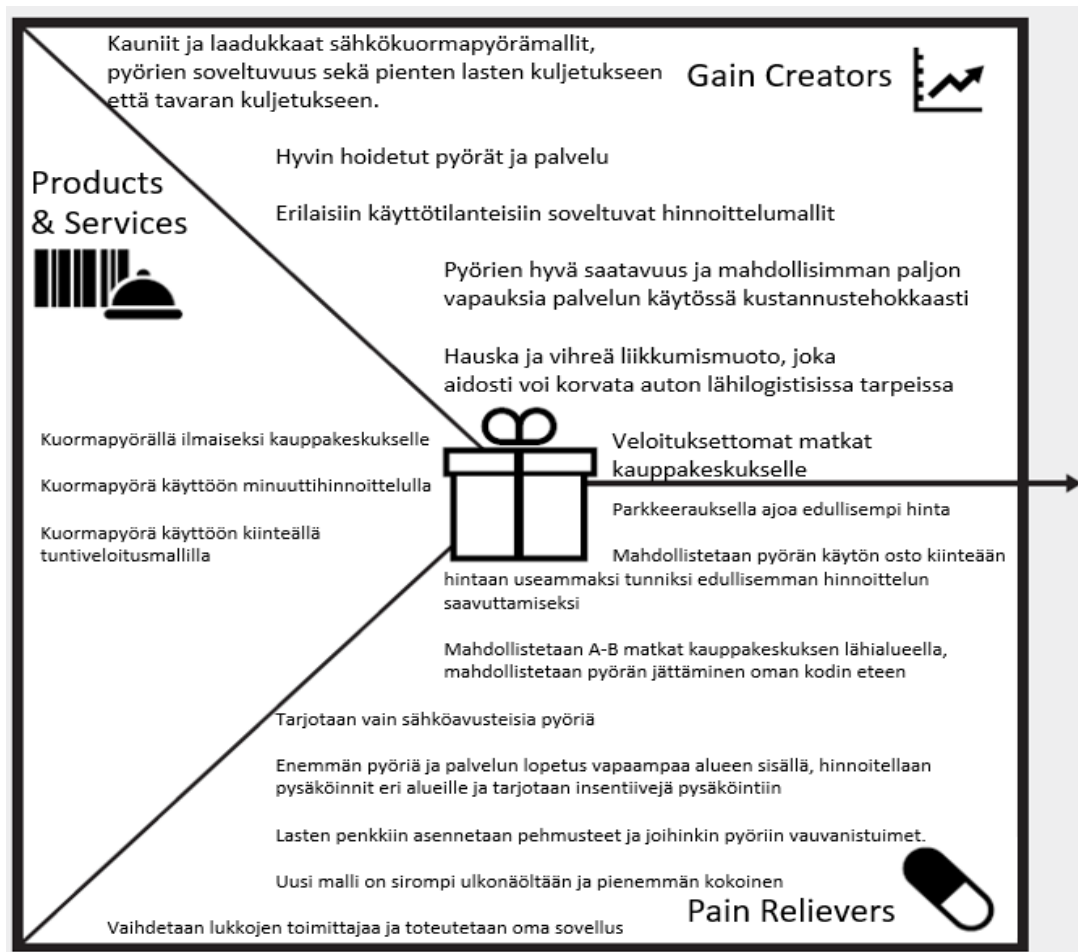 Kauniit ja laadukkaat sähkökuormapyörämallit,
pyörien soveltuvuus sekä pienten lasten kuljetukseen
että tavaran kuljetukseen.
Gain Creators
Hyvin hoidetut pyörät ja palvelu
Products
& Services
Erilaisiin käyttötilanteisiin soveltuvat hinnoittelumallit
Pyörien hyvä saatavuus ja mahdollisimman paljon
vapauksia palvelun käytössä kustannustehokkaasti
Hauska ja vihreä liikkumismuoto, joka
aidosti voi korvata auton lähilogistisissa tarpeissa
Veloituksettomat matkat
kauppakeskukselle
Kuormapyörällä ilmaiseksi kauppakeskukselle
Kuormapyörä käyttöön minuuttihinnoittelulla
Kuormapyörä käyttöön kiinteällä
tuntiveloitusmallilla
Parkkeerauksella ajoa edullisempi hinta
Mahdollistetaan pyörän käytön osto kiinteään
hintaan useammaksi tunniksi edullisemman hinnoittelun
saavuttamiseksi
Mahdollistetaan A-B matkat kauppakeskuksen lähialueella,
mahdollistetaan pyörän jättäminen oman kodin eteen
Tarjotaan vain sähköavusteisia pyöriä
Enemmän pyöriä ja palvelun lopetus vapaampaa alueen sisällä, hinnoitellaan
pysäköinnit eri alueille ja tarjotaan insentiivejä pysäköintiin
Lasten penkkiin asennetaan pehmusteet ja joihinkin pyöriin vauvanistuimet.
Uusi malli on sirompi ulkonäöltään ja pienemmän kokoinen
Pain Relievers
Vaihdetaan lukkojen toimittajaa ja toteutetaan oma sovellus